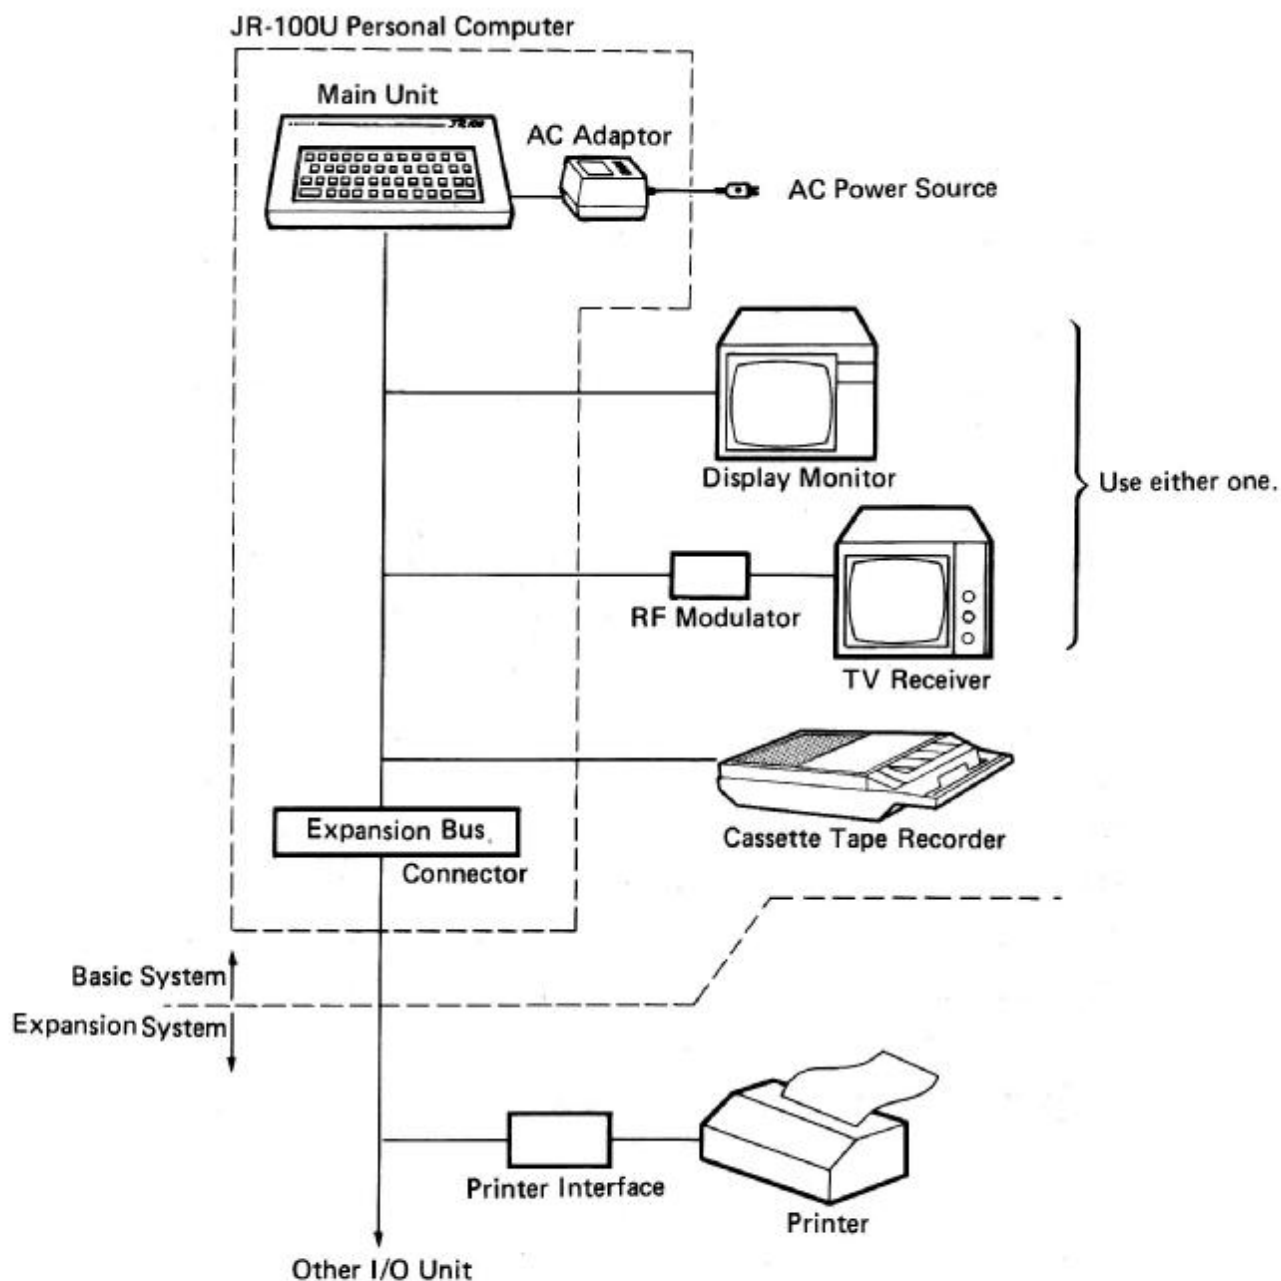 JR-100U Personal Computer
Main Unit
JR100
AC Adaptor
AC Power Source
Display Monitor
Use either one.
RF Modulator
TV Receiver
Expansion Bus
Connector
Cassette Tape Recorder
Basic System
Expansion System
Printer Interface
Printer
Other I/O Unit